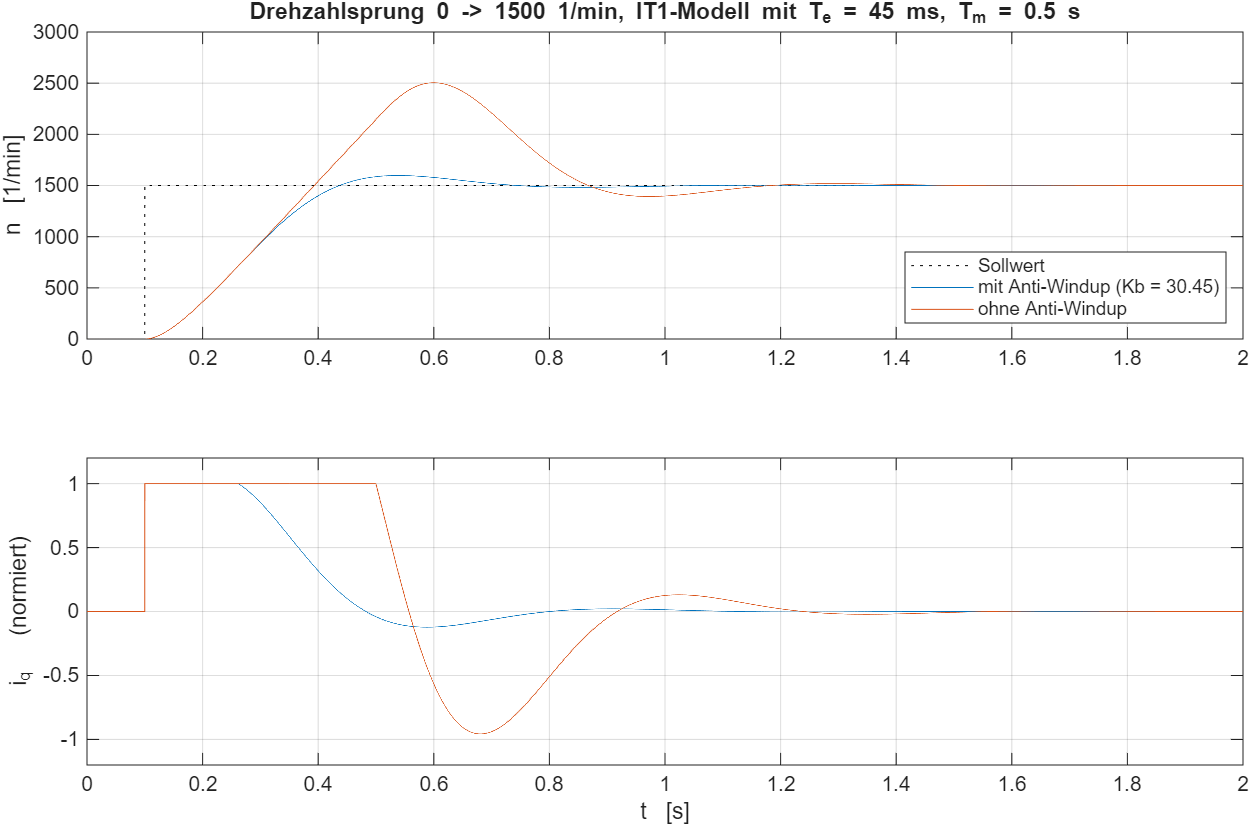 Drehzahlsprung 0 -> 1500 1/min, IT1-Modell mit Te = 45 ms, Tm = 0.5 s
3000
2500
2000
1500
1000
500
0
n [1/min]
Sollwert
mit Anti-Windup (Kb = 30.45)
ohne Anti-Windup
0 0.2 0.4 0.6 0.8 1 1.2 1.4 1.6 1.8 2
1
0.5
0
-0.5
-1
iq (normiert)
0 0.2 0.4 0.6 0.8 1 1.2 1.4 1.6 1.8 2
t [s]